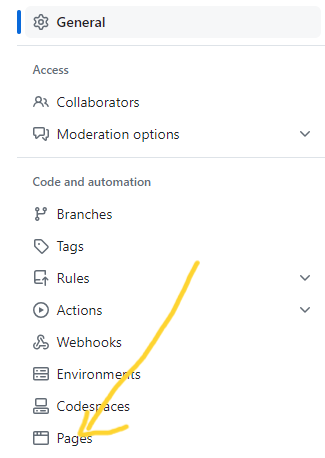 General
Access
Collaborators
Moderation options
Code and automation
Branches
Tags
Rules
Actions
Webhooks
Environments
Codespaces
Pages